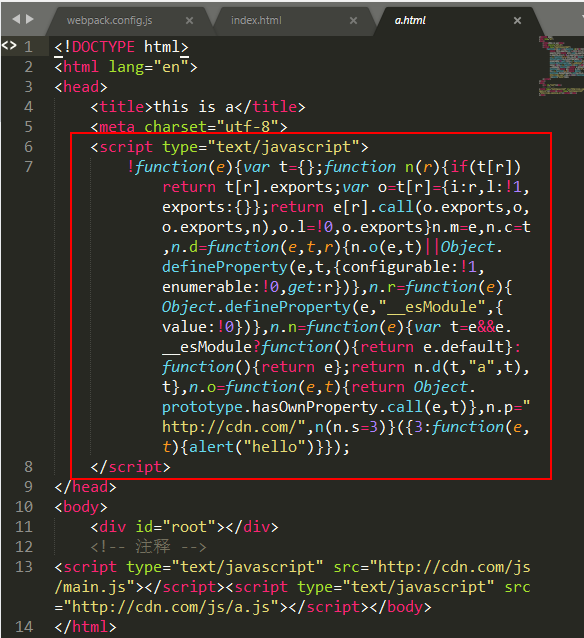 webpack.config.js × index.html × a.html ×
<> 1 <!DOCTYPE html>
2 <html lang="en">
3 <head>
4 <title>this is a</title>
5 <meta charset="utf-8">
6 <script type="text/javascript">
7 !function(e){var t={};function n(r){if(t[r])
return t[r].exports;var o=t[r]={i:r,l:!1,
exports:{}};return e[r].call(o.exports,o,
o.exports,n),o.l=!0,o.exports}n.m=e,n.c=t
,n.d=function(e,t,r){n.o(e,t)||Object.
defineProperty(e,t,{configurable:!1,
enumerable:!0,get:r})},n.r=function(e){
Object.defineProperty(e,"__esModule",{
value:!0})},n.n=function(e){var t=e&&e.
__esModule?function(){return e.default}:
function(){return e};return n.d(t,"a",t),
t},n.o=function(e,t){return Object.
prototype.hasOwnProperty.call(e,t)},n.p="
http://cdn.com/",n(n.s=3)}({3:function(e,
t){alert("hello")}});
8 </script>
9 </head>
10 <body>
11 <div id="root"></div>
12 <!-- 注释 -->
13 <script type="text/javascript" src="http://cdn.com/js
/main.js"></script><script type="text/javascript" src
="http://cdn.com/js/a.js"></script></body>
14 </html>